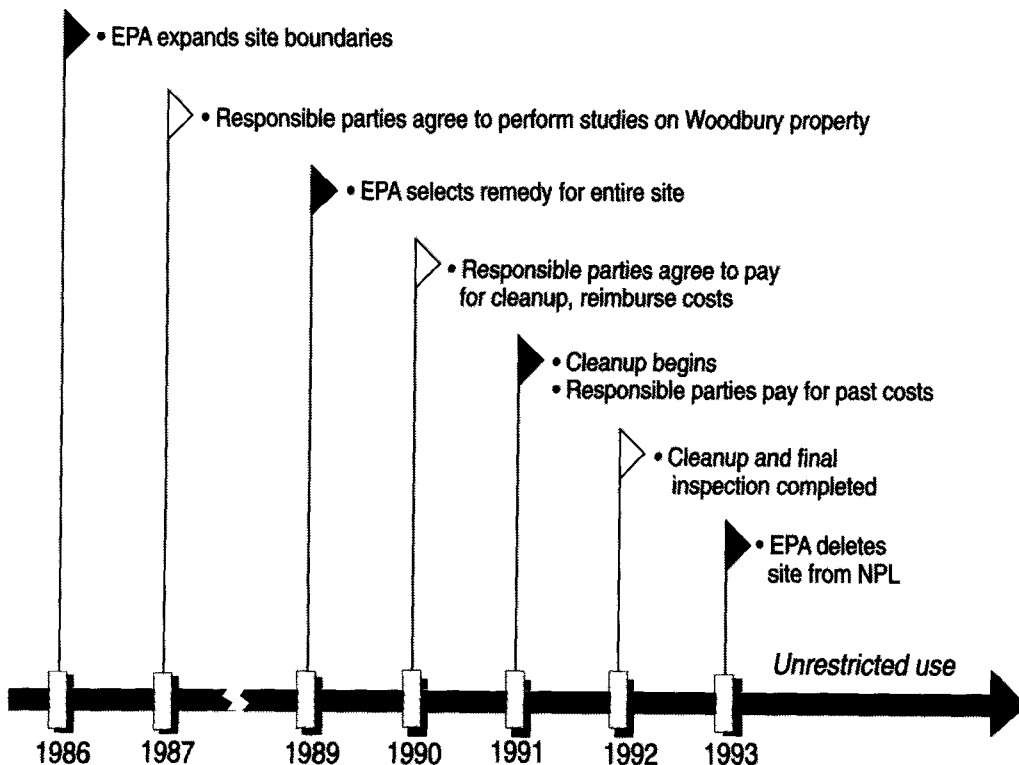 • EPA expands site boundaries
• Responsible parties agree to perform studies on Woodbury property
• EPA selects remedy for entire site
• Responsible parties agree to pay
for cleanup, reimburse costs
• Cleanup begins
• Responsible parties pay for past costs
• Cleanup and final
inspection completed
• EPA deletes
site from NPL
Unrestricted use
1986 1987 1989 1990 1991 1992 1993